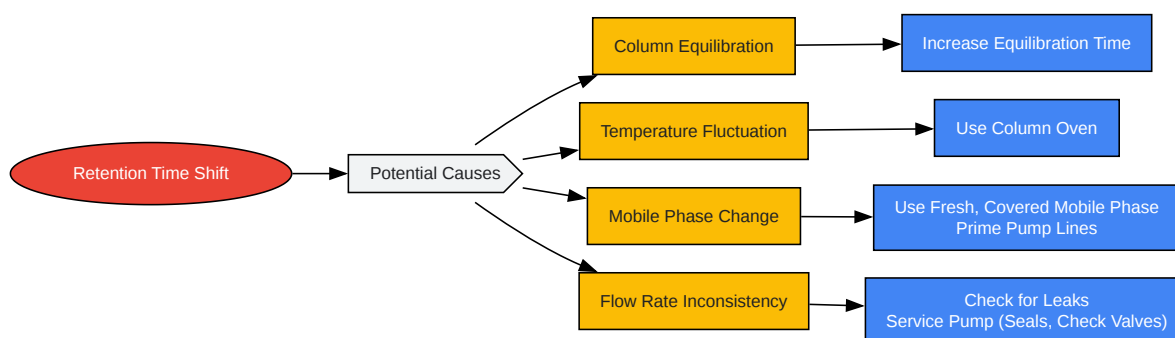 Retention Time Shift
Potential Causes
Column Equilibration
Increase Equilibration Time
Temperature Fluctuation
Use Column Oven
Mobile Phase Change
Use Fresh, Covered Mobile Phase
Prime Pump Lines
Flow Rate Inconsistency
Check for Leaks
Service Pump (Seals, Check Valves)